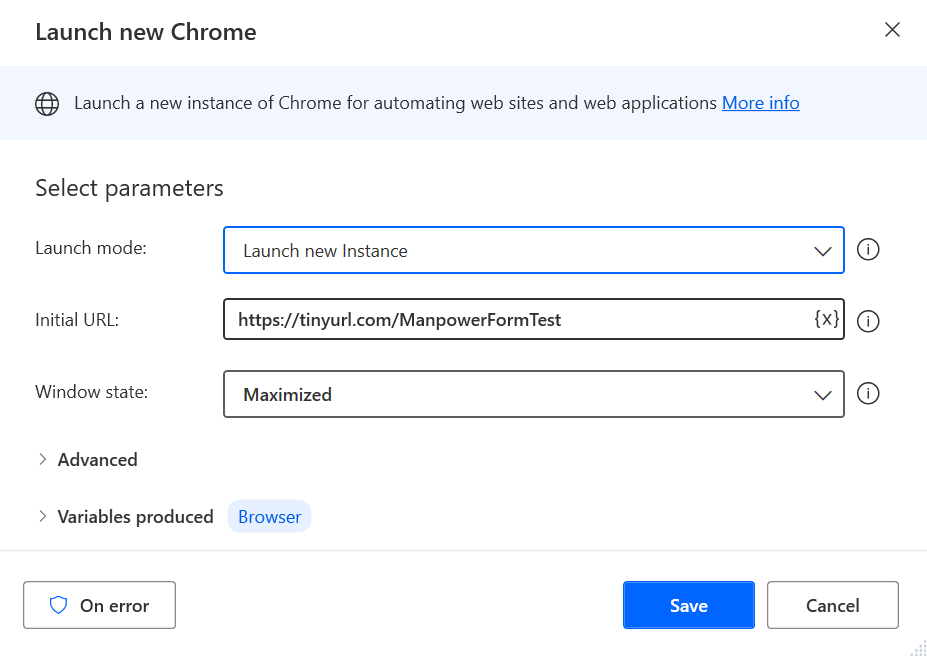 Launch new Chrome
Launch a new instance of Chrome for automating web sites and web applications More info
Select parameters
Launch mode:
Launch new Instance
Initial URL:
https://tinyurl.com/ManpowerFormTest
{x}
Window state:
Maximized
Advanced
Variables produced
Browser
On error
Save
Cancel